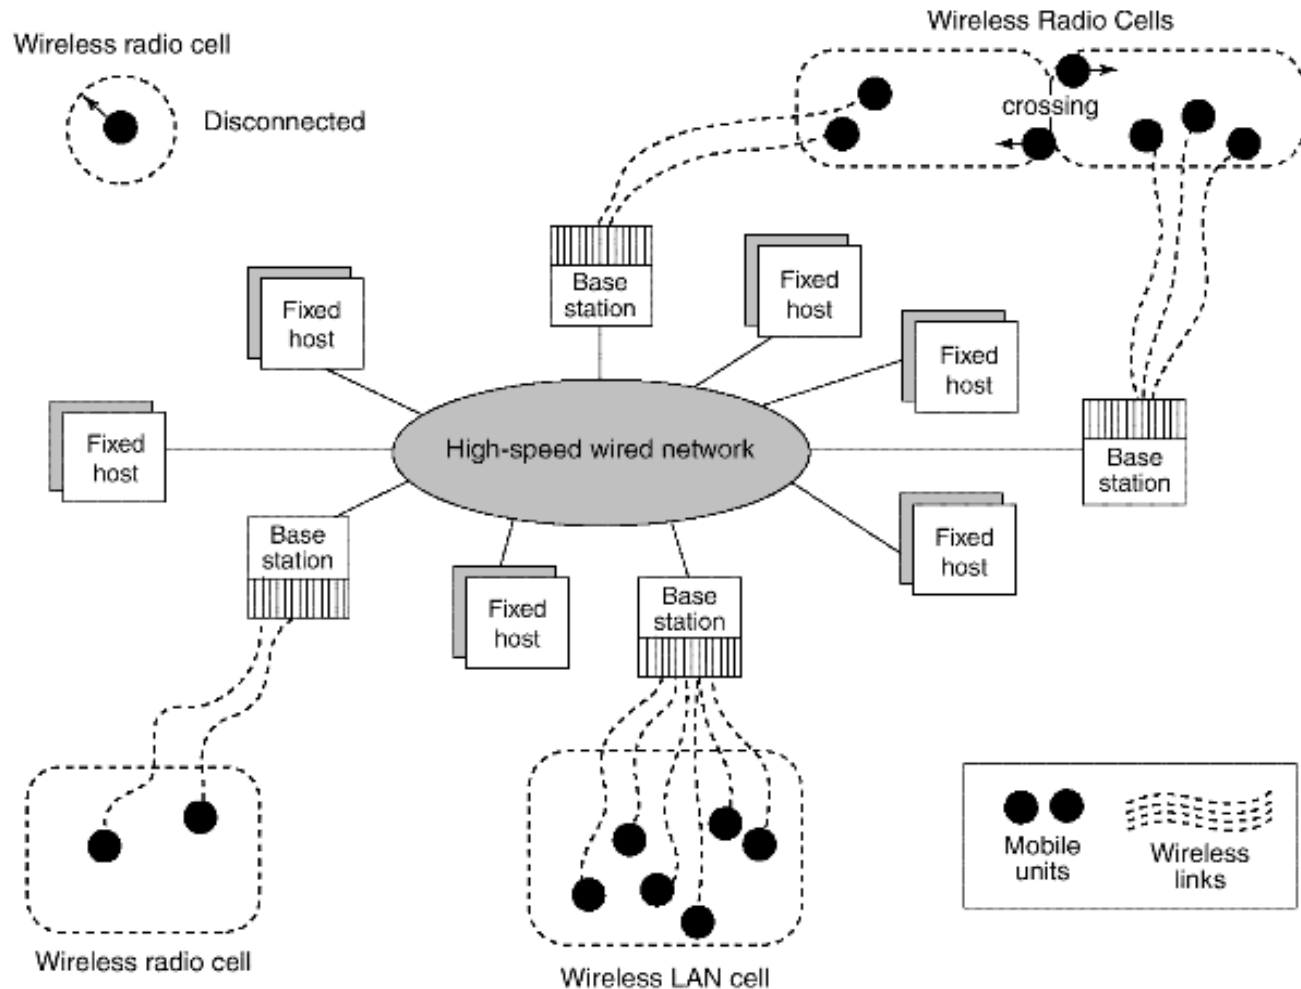 Wireless radio cell
Disconnected
Wireless Radio Cells
crossing
Base
station
Fixed
host
Fixed
host
Fixed
host
Fixed
host
High-speed wired network
Base
station
Base
station
Fixed
host
Fixed
host
Base
station
Wireless radio cell
Wireless LAN cell
Mobile
units
Wireless
links